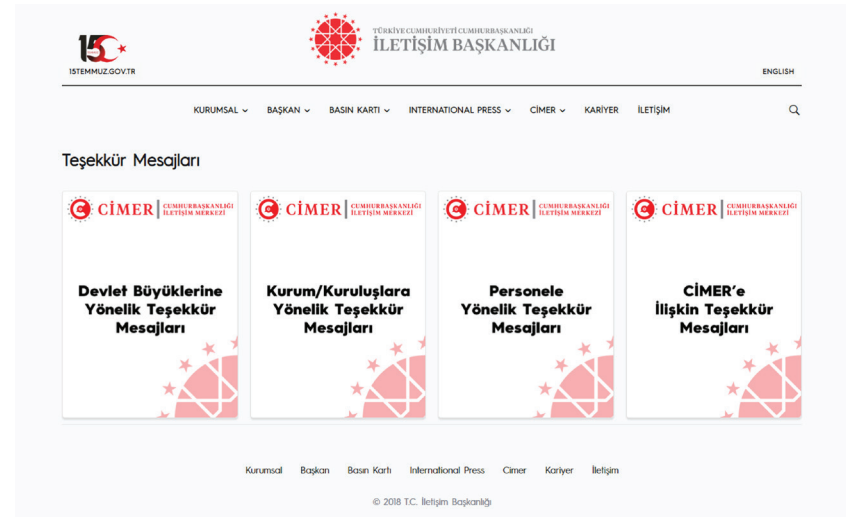 15
15TEMMUZ.GOV.TR
TÜRKİYE CUMHURİYETİ CUMHURBAŞKANLIĞI
İLETİŞİM BAŞKANLIĞI
ENGLISH
KURUMSAL BAŞKAN BASIN KARTI INTERNATIONAL PRESS CİMER KARİYER İLETİŞİM
Teşekkür Mesajları
CİMER CUMHURBAŞKANLIĞI
İLETİŞİM MERKEZİ
Devlet Büyüklerine
Yönelik Teşekkür
Mesajları
CİMER CUMHURBAŞKANLIĞI
İLETİŞİM MERKEZİ
Kurum/Kuruluşlara
Yönelik Teşekkür
Mesajları
CİMER CUMHURBAŞKANLIĞI
İLETİŞİM MERKEZİ
Personele
Yönelik Teşekkür
Mesajları
CİMER CUMHURBAŞKANLIĞI
İLETİŞİM MERKEZİ
CİMER'e
İlişkin Teşekkür
Mesajları
Kurumsal Başkan Basın Kartı International Press Cimer Kariyer İletişim
© 2018 T.C. İletişim Başkanlığı